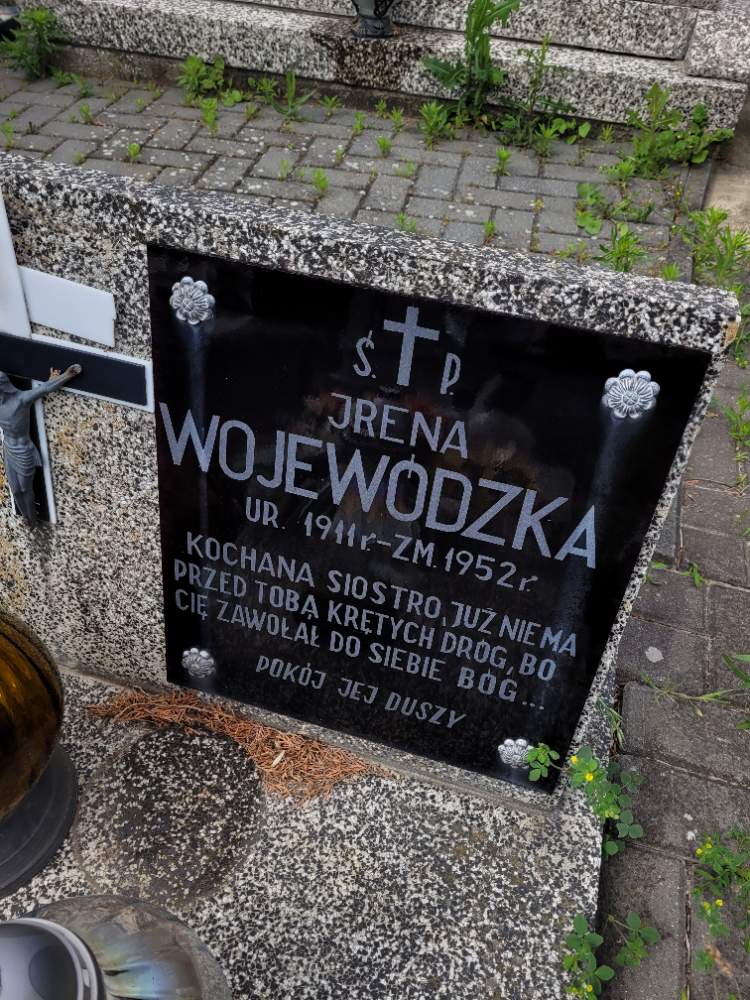 Ś. P.
JRENA
WOJEWÓDZKA
UR. 1911r.-ZM.1952r.
KOCHANA SIOSTRO, JUŻ NIE MA
PRZED TOBĄ KRĘTYCH DRÓG, BO
CIĘ ZAWOŁAŁ DO SIEBIE BÓG...
POKÓJ JEJ DUSZY